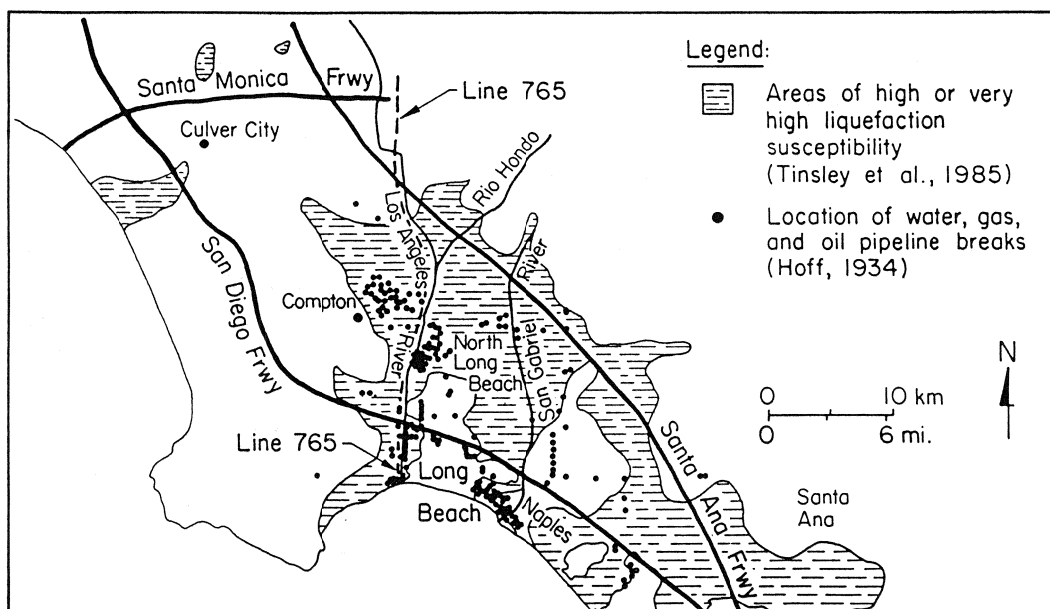 Legend:
Areas of high or very
high liquefaction
susceptibility
(Tinsley et al., 1985)
Location of water, gas,
and oil pipeline breaks
(Hoff, 1934)
Santa Monica Frwy
Line 765
Culver City
Rio Hondo
Los Angeles
River
San Diego Frwy
Compton
River
San Gabriel
North
Long
Beach
N
0 10 km
0 6 mi.
Line 765
Long
Beach
Naples
Santa
Ana Frwy
Santa
Ana